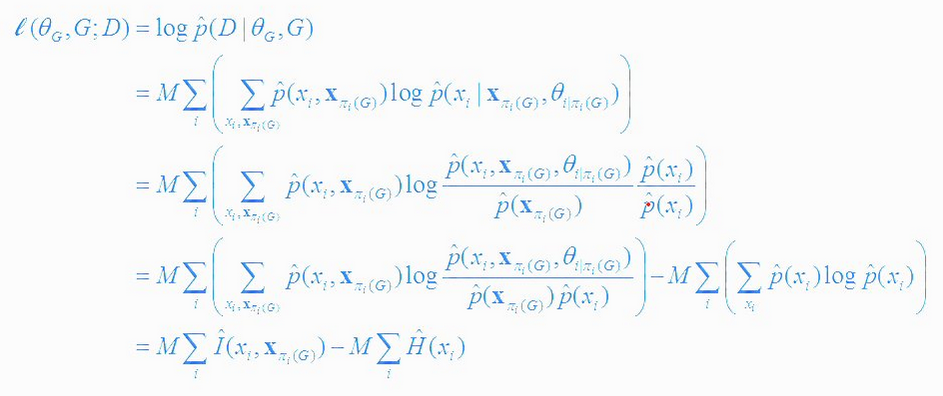 ℓ(θ_G, G; D) = log p̂(D | θ_G, G)
= M ∑_i ( ∑_{x_i, 𝐱_{π_i(G)}} p̂(x_i, 𝐱_{π_i(G)}) log p̂(x_i | 𝐱_{π_i(G)}, θ_{i|π_i(G)}) )
= M ∑_i ( ∑_{x_i, 𝐱_{π_i(G)}} p̂(x_i, 𝐱_{π_i(G)}) log \frac{p̂(x_i, 𝐱_{π_i(G)}, θ_{i|π_i(G)})}{p̂(𝐱_{π_i(G)})} \frac{p̂(x_i)}{p̂(x_i)} )
= M ∑_i ( ∑_{x_i, 𝐱_{π_i(G)}} p̂(x_i, 𝐱_{π_i(G)}) log \frac{p̂(x_i, 𝐱_{π_i(G)}, θ_{i|π_i(G)})}{p̂(𝐱_{π_i(G)}) p̂(x_i)} ) − M ∑_i ( ∑_{x_i} p̂(x_i) log p̂(x_i) )
= M ∑_i Î(x_i, 𝐱_{π_i(G)}) − M ∑_i Ĥ(x_i)